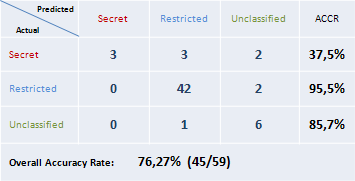 Predicted
Actual
Secret Restricted Unclassified ACCR
Secret 3 3 2 37,5%
Restricted 0 42 2 95,5%
Unclassified 0 1 6 85,7%
Overall Accuracy Rate: 76,27% (45/59)